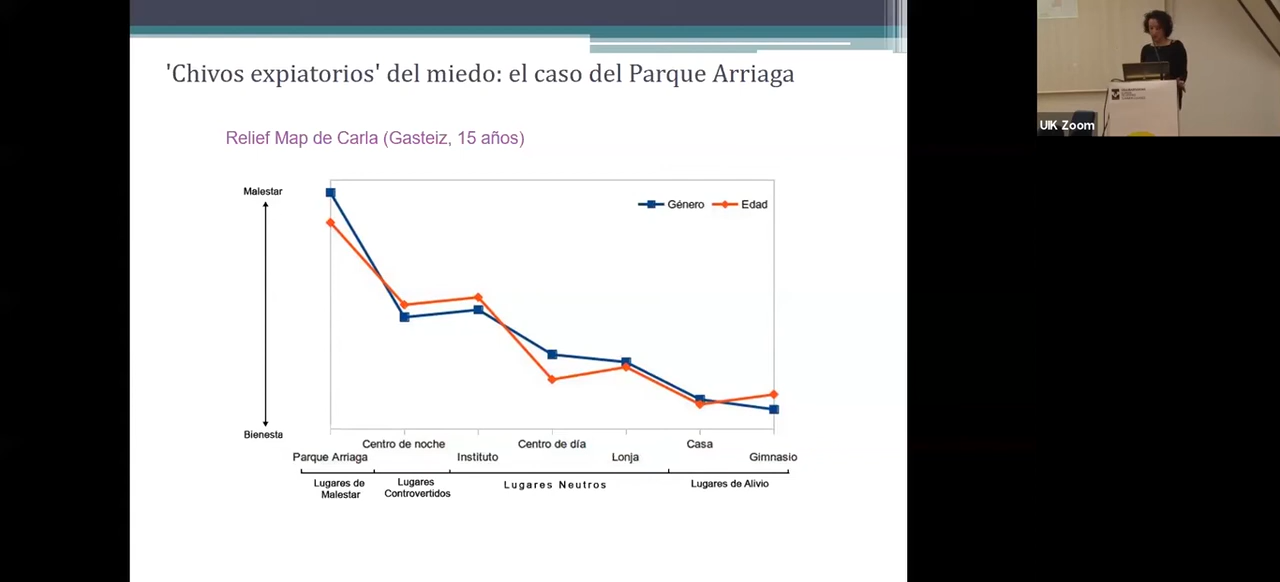 'Chivos expiatorios' del miedo: el caso del Parque Arriaga
Relief Map de Carla (Gasteiz, 15 años)
Malestar
Género
Edad
Bienesta
Centro de noche
Centro de día
Casa
Parque Arriaga
Instituto
Lonja
Gimnasio
Lugares de
Malestar
Lugares
Controvertidos
Lugares Neutros
Lugares de Alivio
UIK Zoom